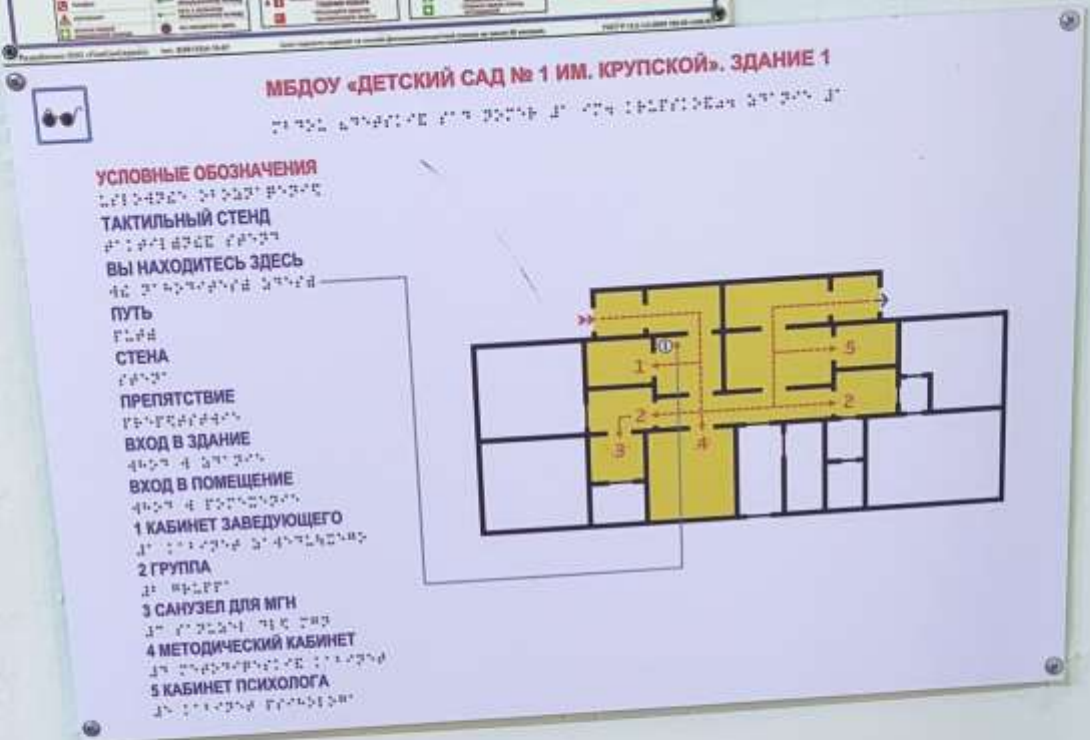 МБДОУ «ДЕТСКИЙ САД № 1 ИМ. КРУПСКОЙ». ЗДАНИЕ 1
УСЛОВНЫЕ ОБОЗНАЧЕНИЯ
ТАКТИЛЬНЫЙ СТЕНД
ВЫ НАХОДИТЕСЬ ЗДЕСЬ
ПУТЬ
СТЕНА
ПРЕПЯТСТВИЕ
ВХОД В ЗДАНИЕ
ВХОД В ПОМЕЩЕНИЕ
1 КАБИНЕТ ЗАВЕДУЮЩЕГО
2 ГРУППА
3 САНУЗЕЛ ДЛЯ МГН
4 МЕТОДИЧЕСКИЙ КАБИНЕТ
5 КАБИНЕТ ПСИХОЛОГА
1
5
2
2
3
4